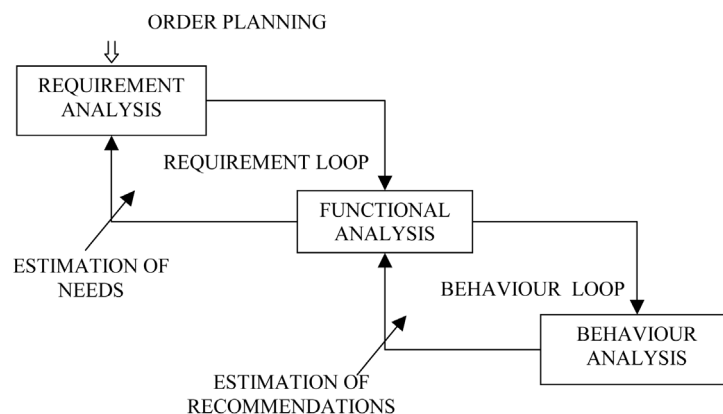 ORDER PLANNING
REQUIREMENT
ANALYSIS
REQUIREMENT LOOP
FUNCTIONAL
ANALYSIS
ESTIMATION OF
NEEDS
BEHAVIOUR LOOP
BEHAVIOUR
ANALYSIS
ESTIMATION OF
RECOMMENDATIONS